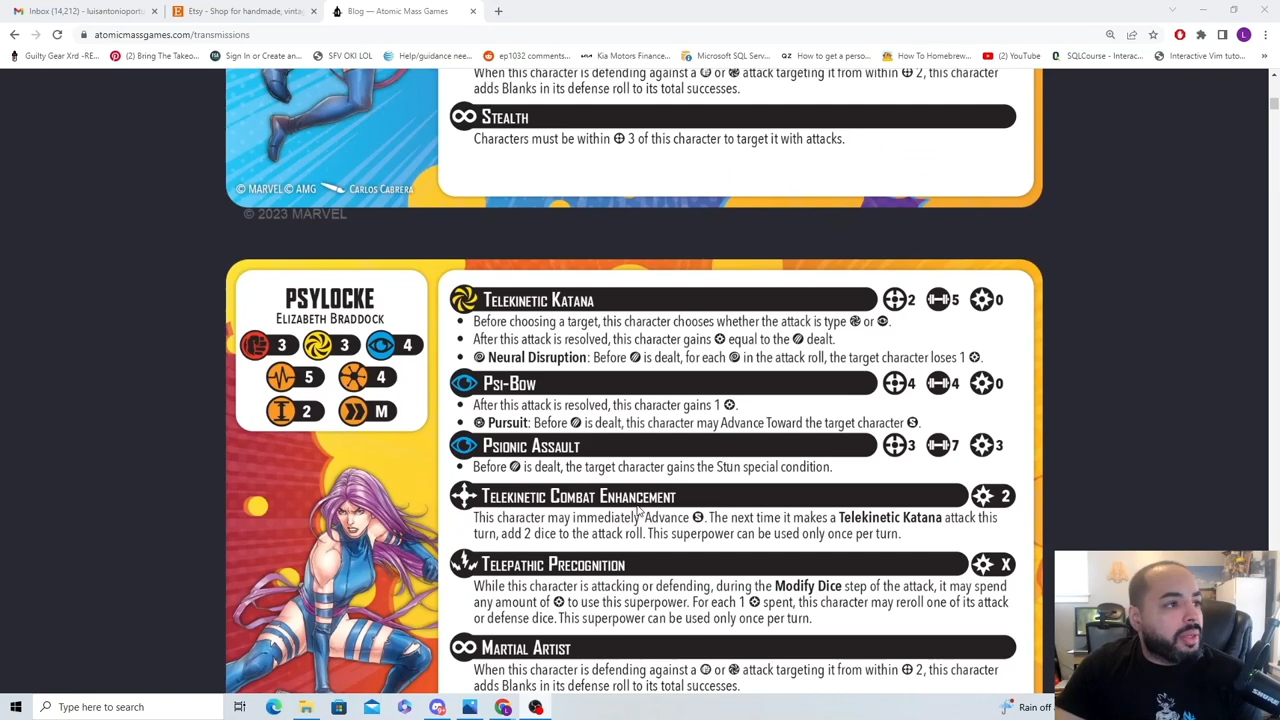 Inbox (14,212) - luisantonioportu
Etsy - Shop for handmade, vintag
Blog — Atomic Mass Games
atomicmassgames.com/transmissions
Guilty Gear Xrd -RE...
(2) Bring The Takeo...
Sign In or Create an...
SFV OKI LOL
Help/guidance nee...
ep1032 comments...
Kia Motors Finance...
Microsoft SQL Serv...
How to get a perso...
How To Homebrew...
(2) YouTube
SQLCourse - Interac...
Interactive Vim tuto...
When this character is defending against a or attack targeting it from within 2, this character
adds Blanks in its defense roll to its total successes.
STEALTH
Characters must be within 3 of this character to target it with attacks.
© MARVEL © AMG CARLOS CABRERA
© 2023 MARVEL
PSYLOCKE
ELIZABETH BRADDOCK
3 3 4
5 4
2 M
TELEKINETIC KATANA 2 5 0
• Before choosing a target, this character chooses whether the attack is type or .
• After this attack is resolved, this character gains equal to the dealt.
• Neural Disruption: Before is dealt, for each in the attack roll, the target character loses 1 .
PSI-BOW 4 4 0
• After this attack is resolved, this character gains 1 .
• Pursuit: Before is dealt, this character may Advance Toward the target character S.
PSIONIC ASSAULT 3 7 3
• Before is dealt, the target character gains the Stun special condition.
TELEKINETIC COMBAT ENHANCEMENT 2
This character may immediately Advance S. The next time it makes a Telekinetic Katana attack this
turn, add 2 dice to the attack roll. This superpower can be used only once per turn.
TELEPATHIC PRECOGNITION X
While this character is attacking or defending, during the Modify Dice step of the attack, it may spend
any amount of to use this superpower. For each 1 spent, this character may reroll one of its attack
or defense dice. This superpower can be used only once per turn.
MARTIAL ARTIST
When this character is defending against a or attack targeting it from within 2, this character
adds Blanks in its defense roll to its total successes.
Type here to search
Rain off